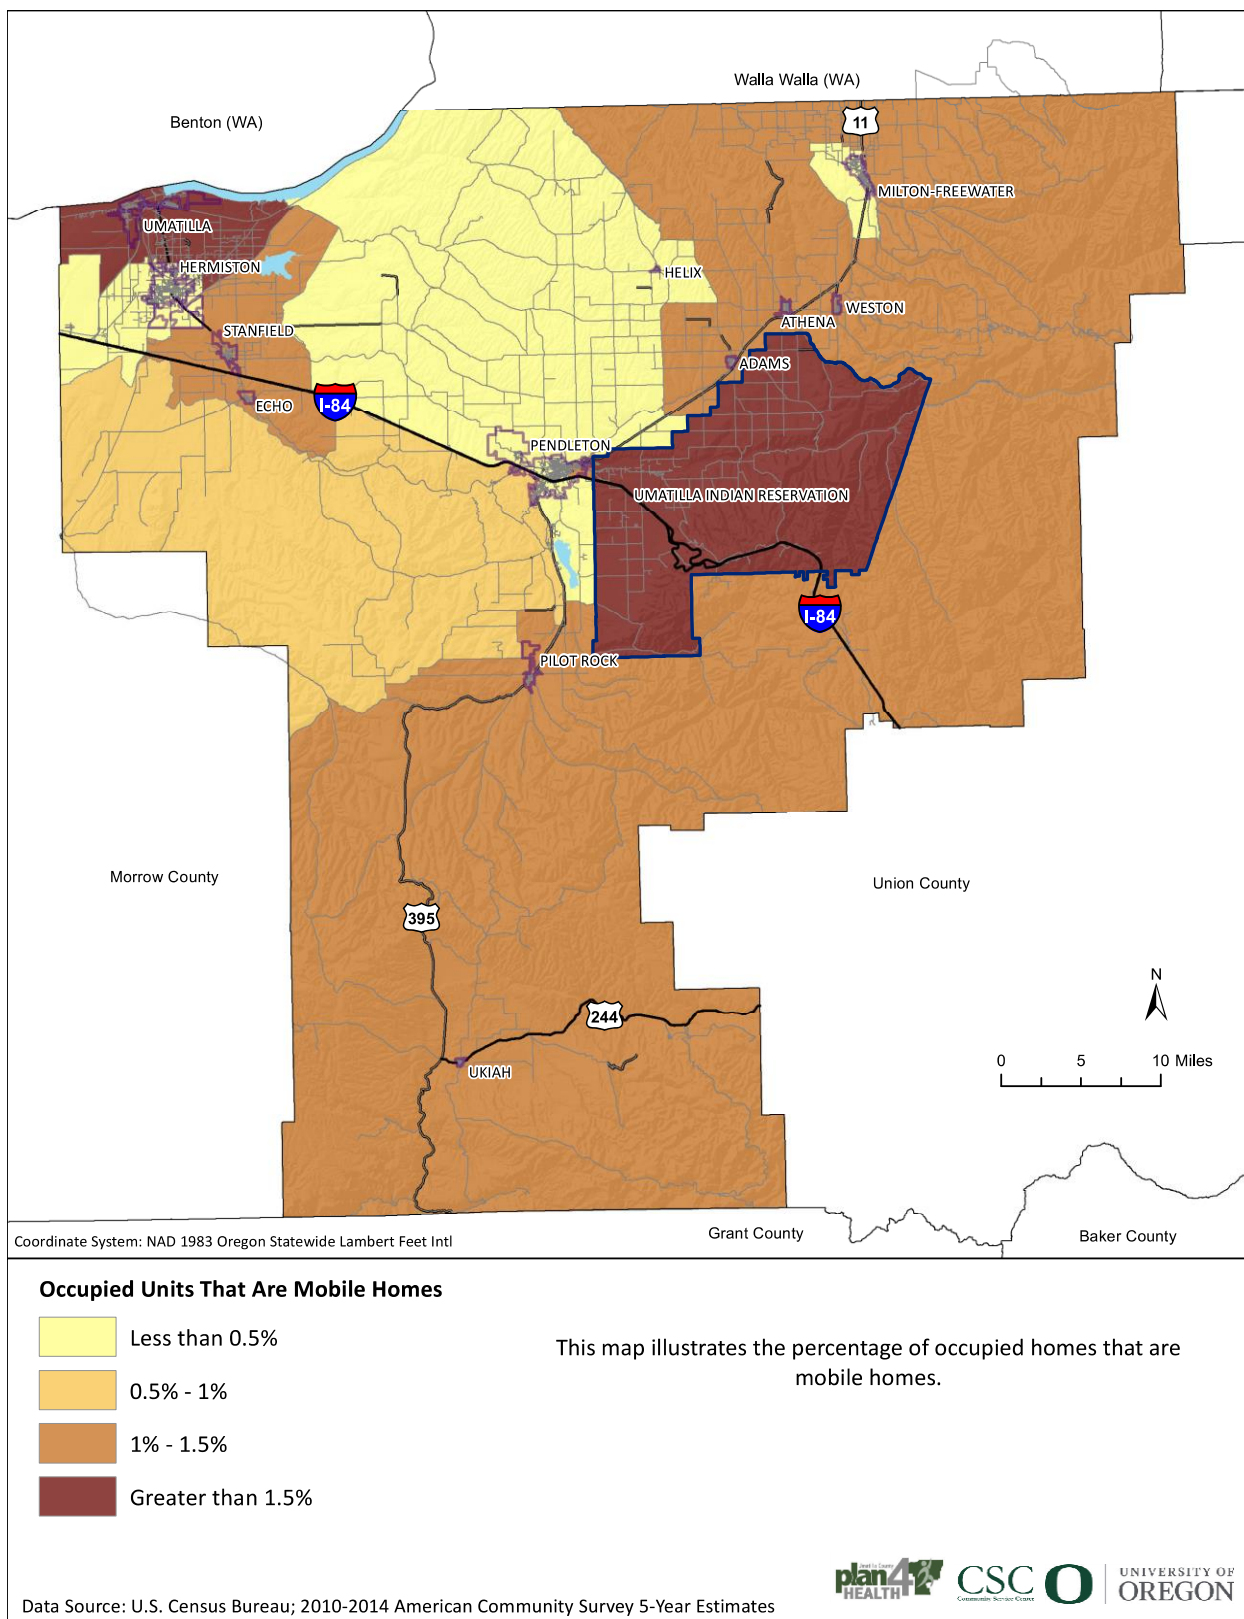 Walla Walla (WA)
Benton (WA)
11
MILTON-FREEWATER
UMATILLA
HERMISTON
HELIX
WESTON
ATHENA
STANFIELD
ADAMS
ECHO
I-84
PENDLETON
UMATILLA INDIAN RESERVATION
I-84
PILOT ROCK
Morrow County
Union County
395
N
244
UKIAH
0 5 10 Miles
Grant County
Baker County
Coordinate System: NAD 1983 Oregon Statewide Lambert Feet Intl
Occupied Units That Are Mobile Homes
Less than 0.5%
0.5% - 1%
1% - 1.5%
Greater than 1.5%
This map illustrates the percentage of occupied homes that are
mobile homes.
plan4
HEALTH
CSC
Community Service Center
O
UNIVERSITY OF
OREGON
Data Source: U.S. Census Bureau; 2010-2014 American Community Survey 5-Year Estimates